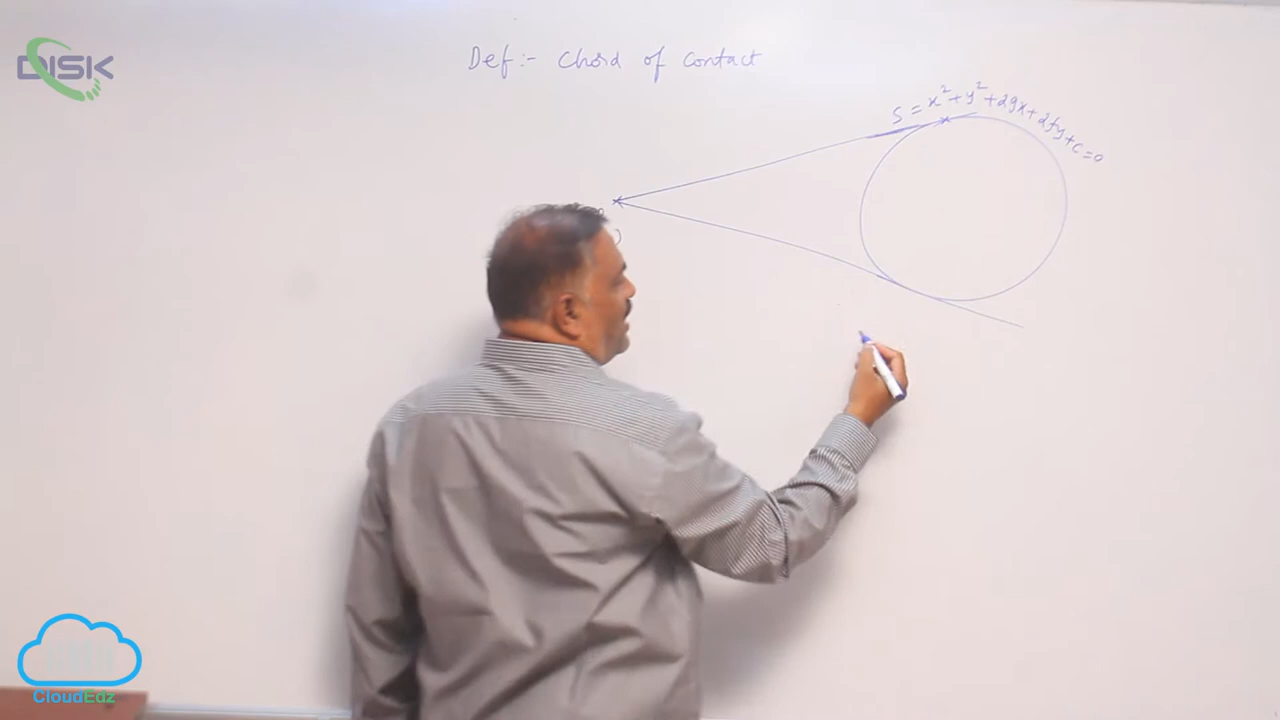 DISK
Def:- Chord of contact
S = x² + y² + 2gx + 2fy + c = 0
)
CloudEdz